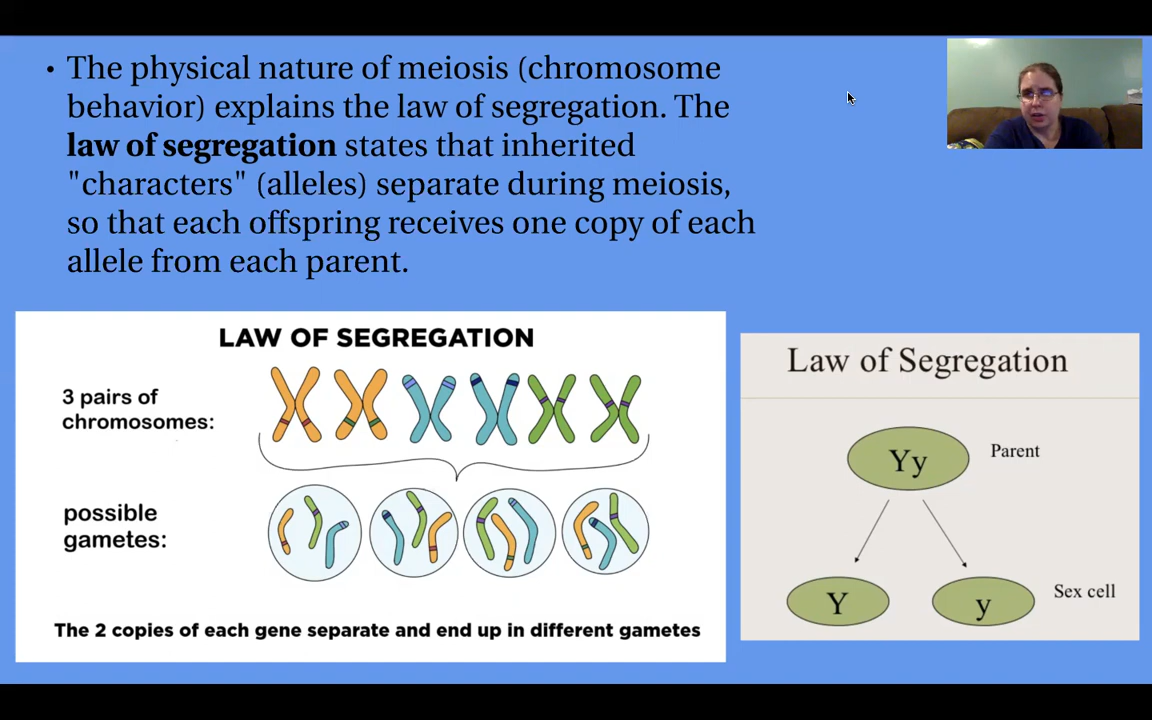 • The physical nature of meiosis (chromosome
behavior) explains the law of segregation. The
law of segregation states that inherited
"characters" (alleles) separate during meiosis,
so that each offspring receives one copy of each
allele from each parent.
LAW OF SEGREGATION
3 pairs of
chromosomes:
possible
gametes:
The 2 copies of each gene separate and end up in different gametes
Law of Segregation
Yy
Parent
Y
y
Sex cell